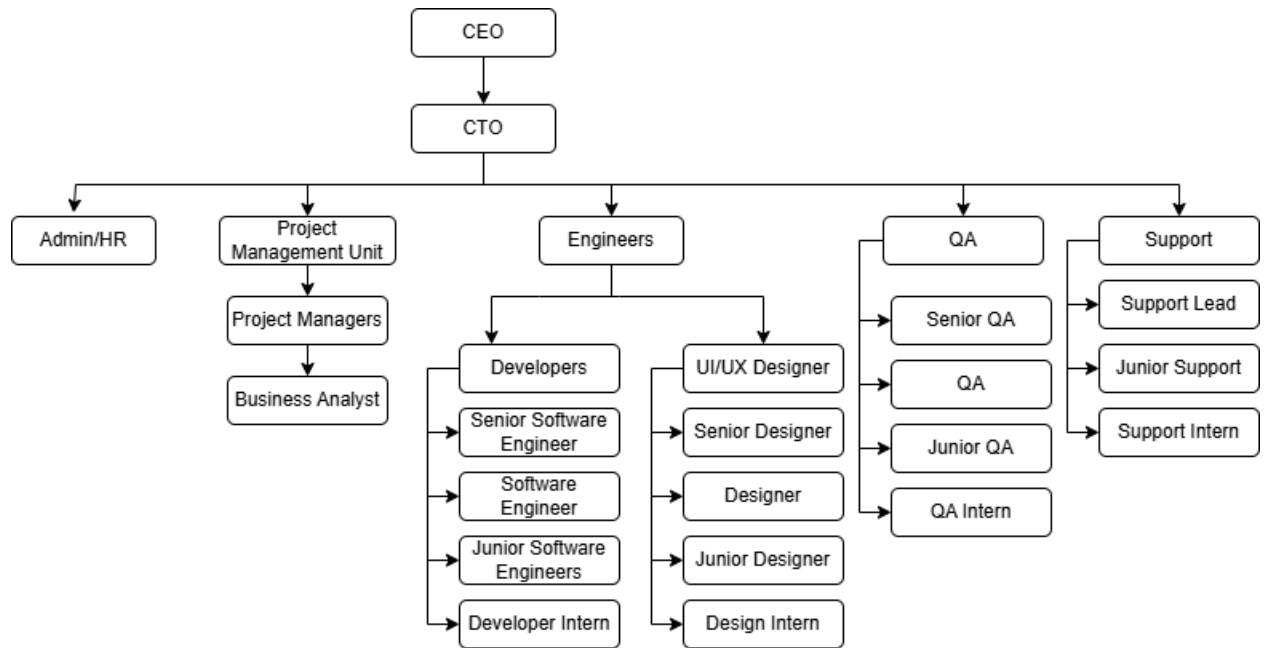 CEO
CTO
Admin/HR
Project
Management Unit
Engineers
QA
Support
Project Managers
Business Analyst
Developers
Senior Software
Engineer
Software
Engineer
Junior Software
Engineers
Developer Intern
UI/UX Designer
Senior Designer
Designer
Junior Designer
Design Intern
Senior QA
QA
Junior QA
QA Intern
Support Lead
Junior Support
Support Intern